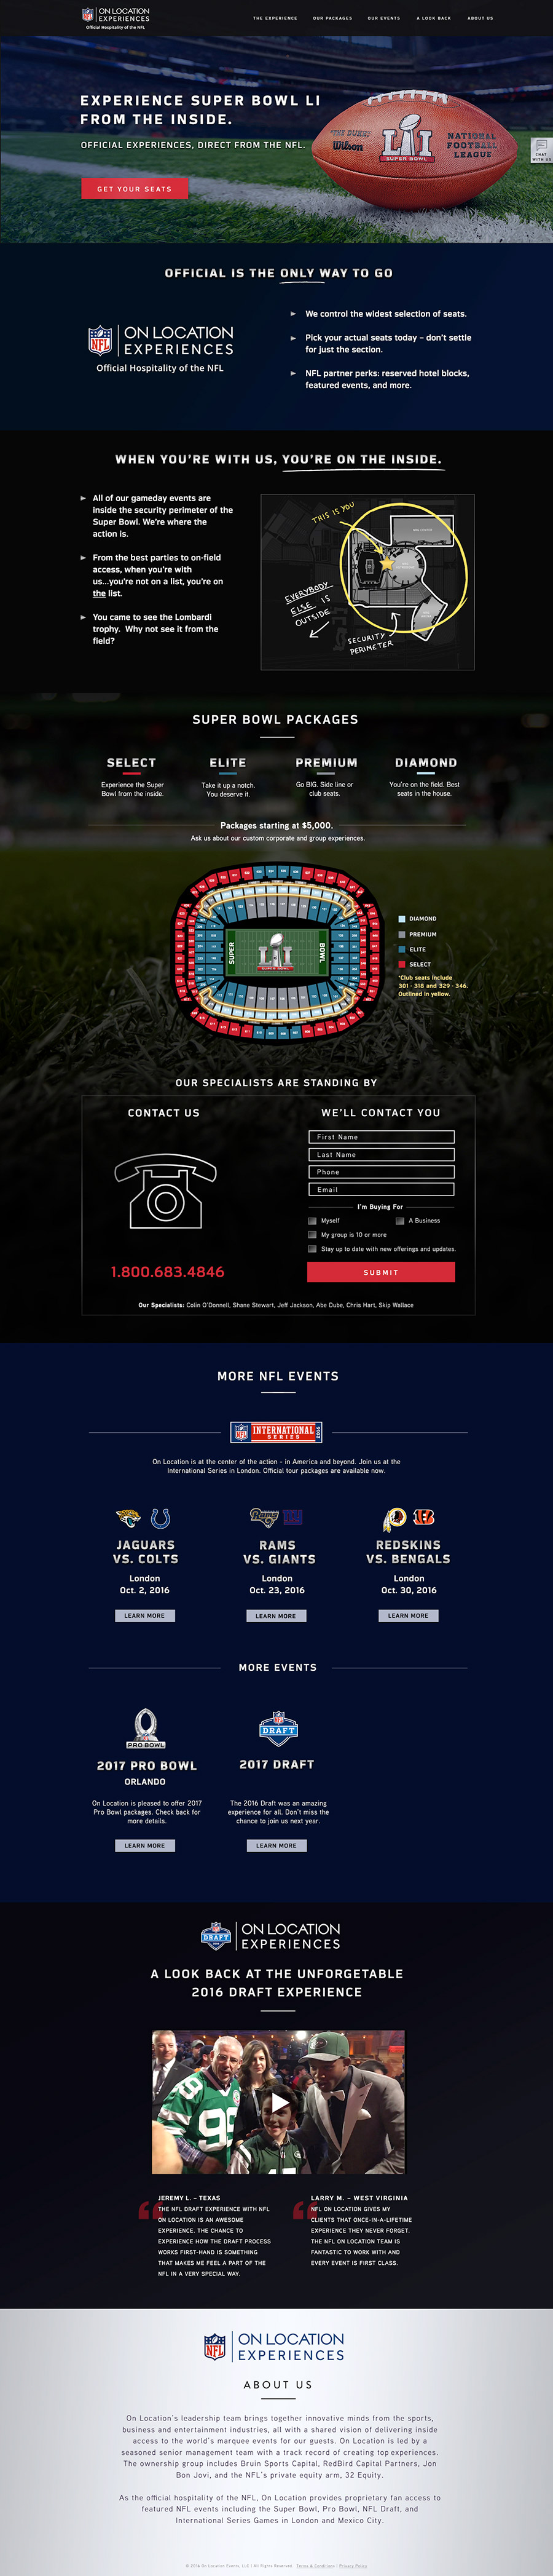 NFL ON LOCATION
EXPERIENCES
Official Hospitality of the NFL
THE EXPERIENCE OUR PACKAGES OUR EVENTS A LOOK BACK ABOUT US
EXPERIENCE SUPER BOWL LI
FROM THE INSIDE.
OFFICIAL EXPERIENCES, DIRECT FROM THE NFL.
GET YOUR SEATS
Wilson
LI
SUPER BOWL
NATIONAL
FOOTBALL
LEAGUE
CHAT
WITH US
OFFICIAL IS THE ONLY WAY TO GO
NFL ON LOCATION
EXPERIENCES
Official Hospitality of the NFL
We control the widest selection of seats.
Pick your actual seats today – don't settle
for just the section.
NFL partner perks: reserved hotel blocks,
featured events, and more.
WHEN YOU'RE WITH US, YOU'RE ON THE INSIDE.
All of our gameday events are
inside the security perimeter of the
Super Bowl. We're where the
action is.
From the best parties to on-field
access, when you're with
us...you're not on a list, you're on
the list.
You came to see the Lombardi
trophy. Why not see it from the
field?
THIS IS YOU
EVERYBODY
ELSE IS
OUTSIDE
SECURITY
PERIMETER
SUPER BOWL PACKAGES
SELECT
Experience the Super
Bowl from the inside.
ELITE
Take it up a notch.
You deserve it.
PREMIUM
Go BIG. Side line or
club seats.
DIAMOND
You're on the field. Best
seats in the house.
Packages starting at $5,000.
Ask us about our custom corporate and group experiences.
SUPER
LI
BOWL
DIAMOND
PREMIUM
ELITE
SELECT
*Club seats include
301 - 318 and 329 - 346.
Outlined in yellow.
OUR SPECIALISTS ARE STANDING BY
CONTACT US
1.800.683.4846
WE'LL CONTACT YOU
First Name
Last Name
Phone
Email
I'm Buying For
Myself
A Business
My group is 10 or more
Stay up to date with new offerings and updates.
SUBMIT
Our Specialists: Colin O'Donnell, Shane Stewart, Jeff Jackson, Abe Dube, Chris Hart, Skip Wallace
MORE NFL EVENTS
NFL INTERNATIONAL
SERIES
2016
On Location is at the center of the action - in America and beyond. Join us at the
International Series in London. Official tour packages are available now.
JAGUARS
VS. COLTS
London
Oct. 2, 2016
LEARN MORE
RAMS
VS. GIANTS
London
Oct. 23, 2016
LEARN MORE
REDSKINS
VS. BENGALS
London
Oct. 30, 2016
LEARN MORE
MORE EVENTS
PRO BOWL
2017 PRO BOWL
ORLANDO
On Location is pleased to offer 2017
Pro Bowl packages. Check back for
more details.
LEARN MORE
NFL
DRAFT
2017 DRAFT
The 2016 Draft was an amazing
experience for all. Don't miss the
chance to join us next year.
LEARN MORE
DRAFT
ON LOCATION
EXPERIENCES
A LOOK BACK AT THE UNFORGETABLE
2016 DRAFT EXPERIENCE
JEREMY L. – TEXAS
THE NFL DRAFT EXPERIENCE WITH NFL
ON LOCATION IS AN AWESOME
EXPERIENCE. THE CHANCE TO
EXPERIENCE HOW THE DRAFT PROCESS
WORKS FIRST-HAND IS SOMETHING
THAT MAKES ME FEEL A PART OF THE
NFL IN A VERY SPECIAL WAY.
LARRY M. – WEST VIRGINIA
NFL ON LOCATION GIVES MY
CLIENTS THAT ONCE-IN-A-LIFETIME
EXPERIENCE THEY NEVER FORGET.
THE NFL ON LOCATION TEAM IS
FANTASTIC TO WORK WITH AND
EVERY EVENT IS FIRST CLASS.
NFL ON LOCATION
EXPERIENCES
ABOUT US
On Location's leadership team brings together innovative minds from the sports,
business and entertainment industries, all with a shared vision of delivering inside
access to the world's marquee events for our guests. On Location is led by a
seasoned senior management team with a track record of creating top experiences.
The ownership group includes Bruin Sports Capital, RedBird Capital Partners, Jon
Bon Jovi, and the NFL's private equity arm, 32 Equity.
As the official hospitality of the NFL, On Location provides proprietary fan access to
featured NFL events including the Super Bowl, Pro Bowl, NFL Draft, and
International Series Games in London and Mexico City.
© 2016 On Location Events, LLC | All Rights Reserved Terms & Conditions | Privacy Policy